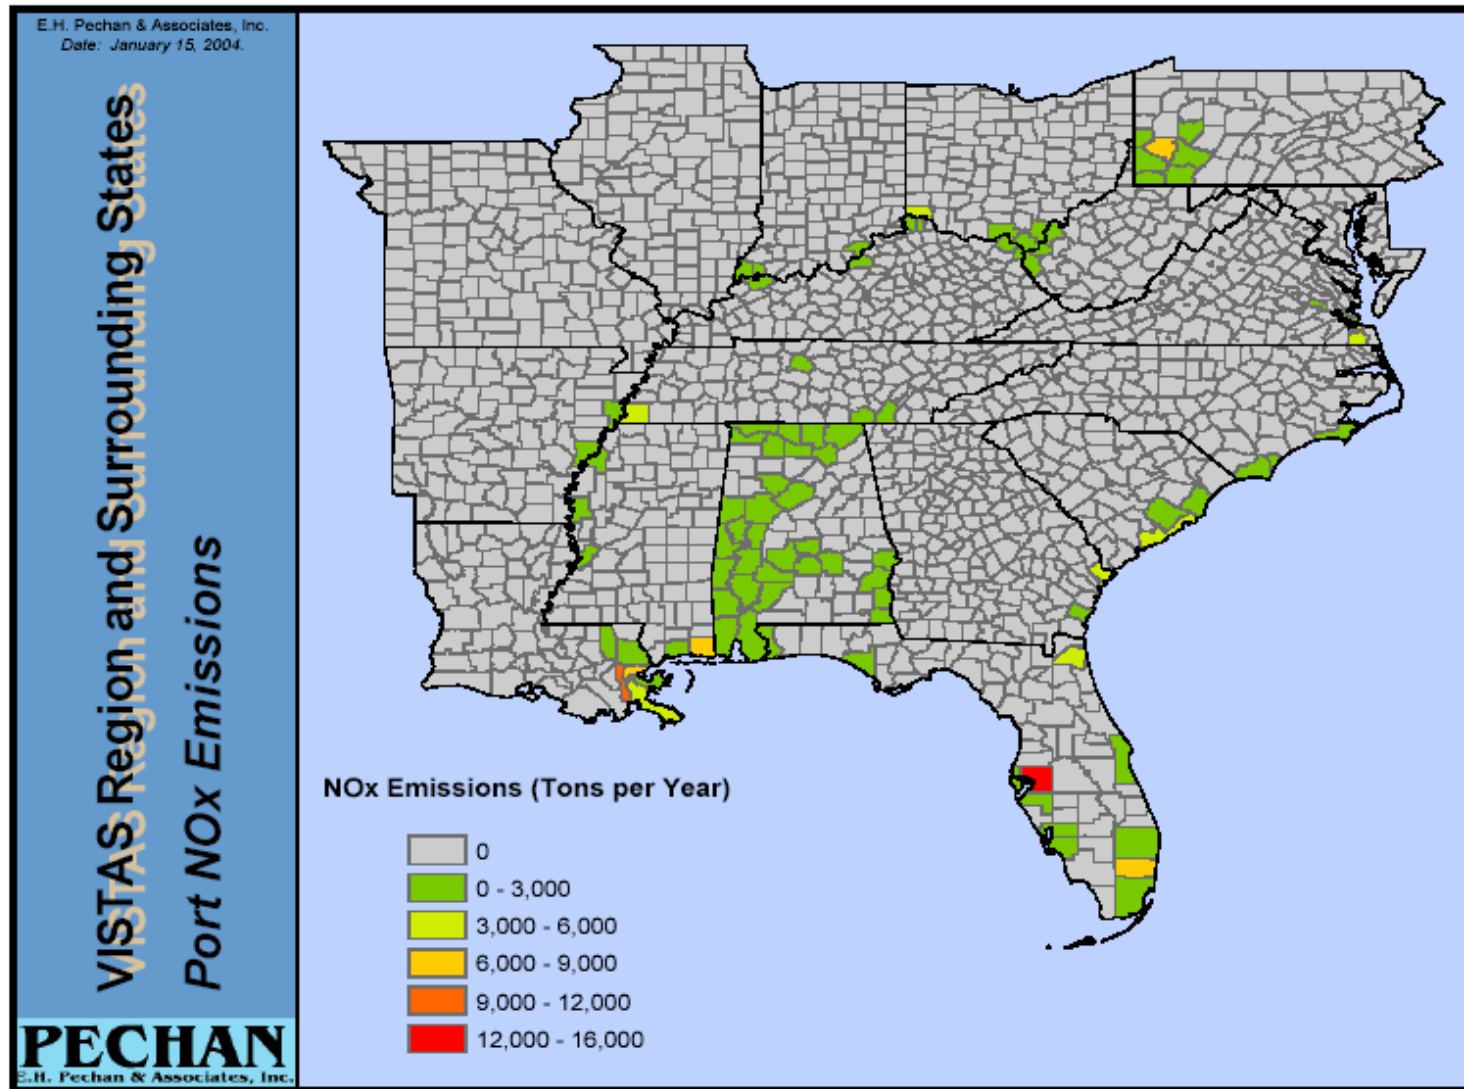 E.H. Pechan & Associates, Inc.
Date: January 15, 2004.
VISTAS Region and Surrounding States
Port NOx Emissions
PECHAN
E.H. Pechan & Associates, Inc.
NOx Emissions (Tons per Year)
0
0 - 3,000
3,000 - 6,000
6,000 - 9,000
9,000 - 12,000
12,000 - 16,000